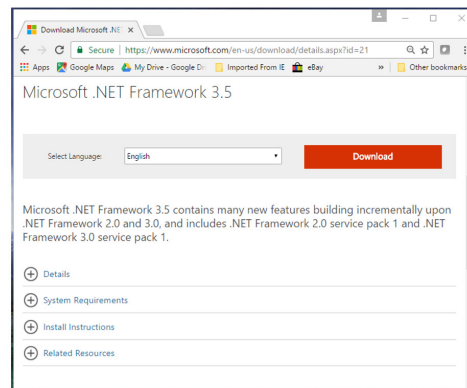 Download Microsoft .NE
Secure | https://www.microsoft.com/en-us/download/details.aspx?id=21
Apps Google Maps My Drive - Google Dr Imported From IE eBay » Other bookmarks
Microsoft .NET Framework 3.5
Select Language: English Download
Microsoft .NET Framework 3.5 contains many new features building incrementally upon
.NET Framework 2.0 and 3.0, and includes .NET Framework 2.0 service pack 1 and .NET
Framework 3.0 service pack 1.
Details
System Requirements
Install Instructions
Related Resources